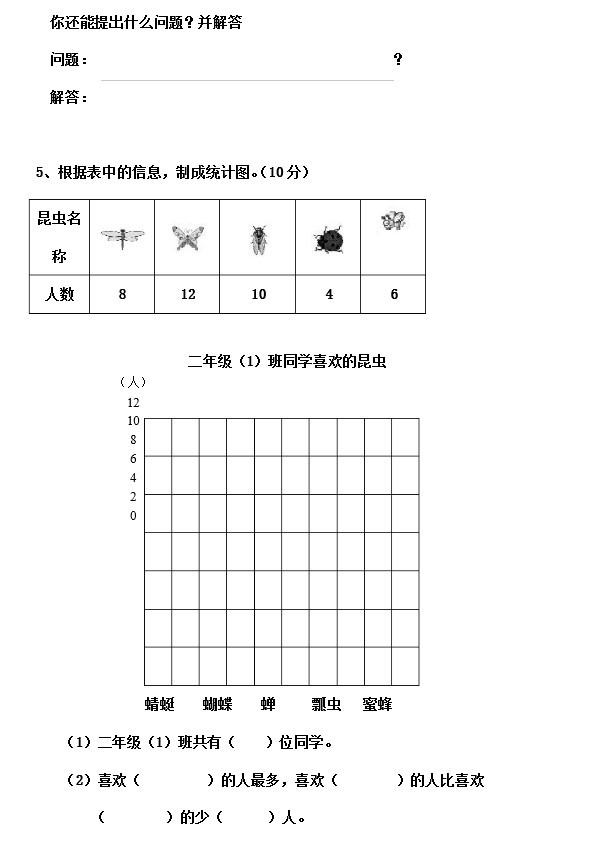 你还能提出什么问题？并解答
问题： ？
解答：
5、根据表中的信息，制成统计图。（10分）
昆虫名称
人数 8 12 10 4 6
二年级（1）班同学喜欢的昆虫
（人）
12
10
8
6
4
2
0
蜻蜓 蝴蝶 蝉 瓢虫 蜜蜂
（1）二年级（1）班共有（ ）位同学。
（2）喜欢（ ）的人最多，喜欢（ ）的人比喜欢
（ ）的少（ ）人。